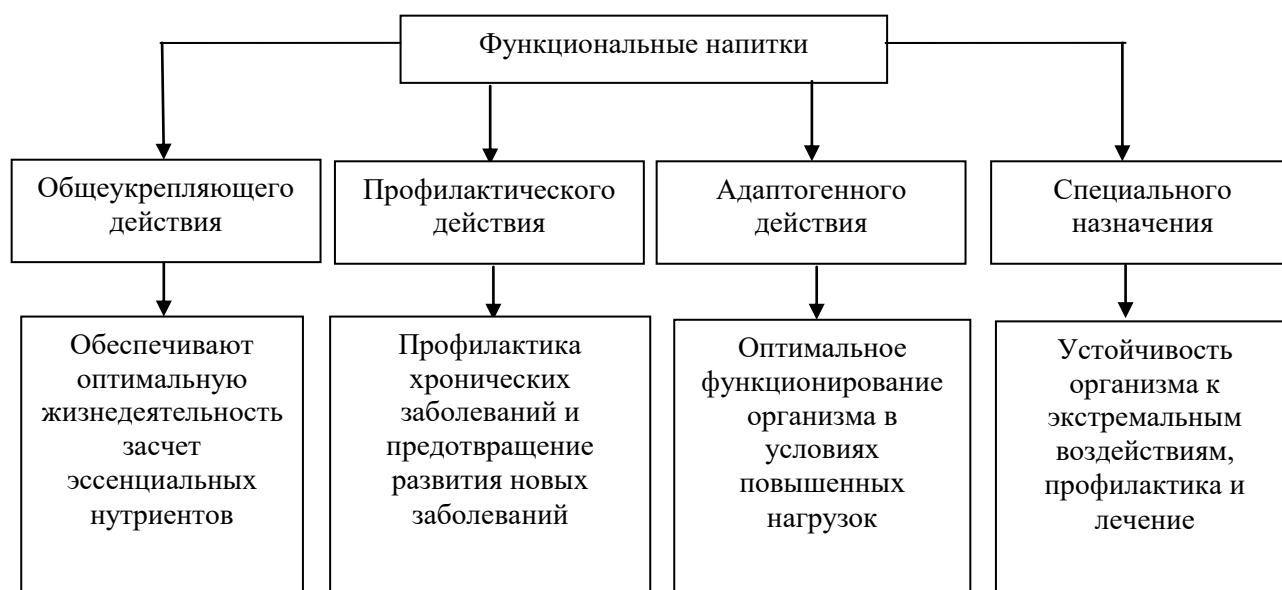 Функциональные напитки
Общеукрепляющего
действия
Профилактического
действия
Адаптогенного
действия
Специального
назначения
Обеспечивают
оптимальную
жизнедеятельность
засчет
эссенциальных
нутриентов
Профилактика
хронических
заболеваний и
предотвращение
развития новых
заболеваний
Оптимальное
функционирование
организма в
условиях
повышенных
нагрузок
Устойчивость
организма к
экстремальным
воздействиям,
профилактика и
лечение